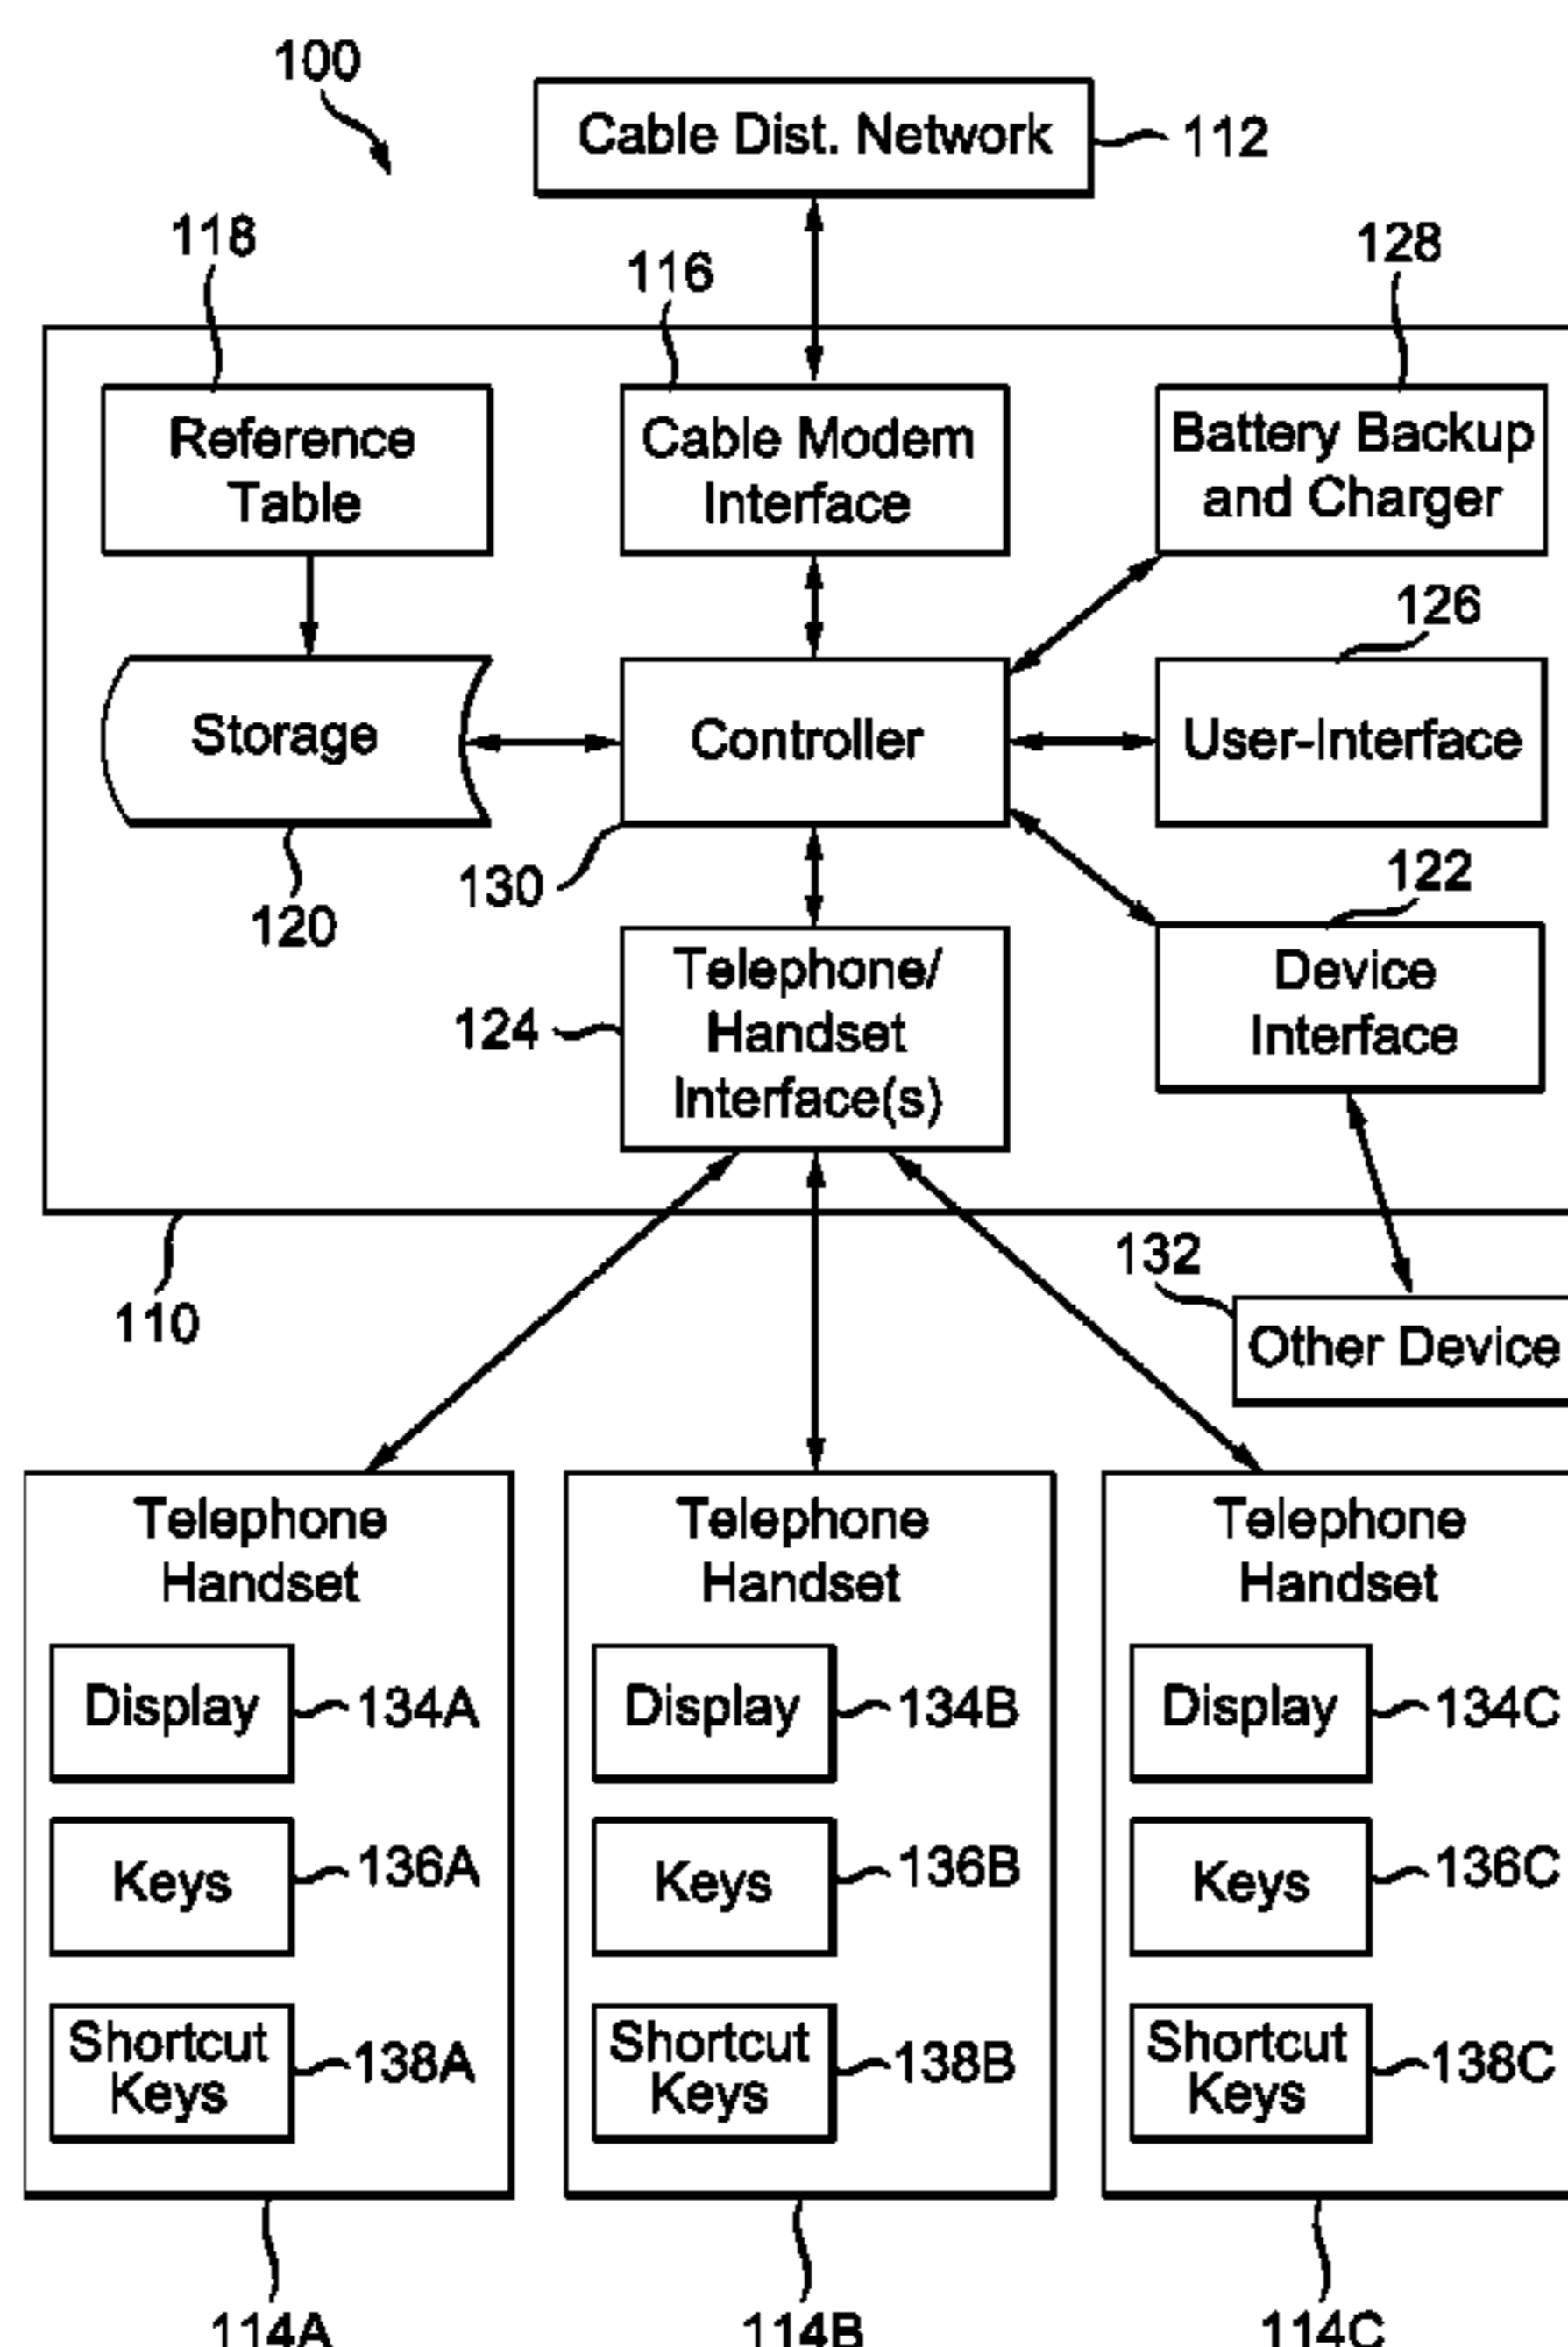 100
Cable Dist. Network
112
118
116
128
Reference
Table
Cable Modem
Interface
Battery Backup
and Charger
126
Storage
Controller
User-Interface
120
130
122
124
Telephone/
Handset
Interface(s)
Device
Interface
110
132
Other Device
Telephone
Handset
Display
134A
Keys
136A
Shortcut
Keys
138A
Telephone
Handset
Display
134B
Keys
136B
Shortcut
Keys
138B
Telephone
Handset
Display
134C
Keys
136C
Shortcut
Keys
138C
114A
114B
114C